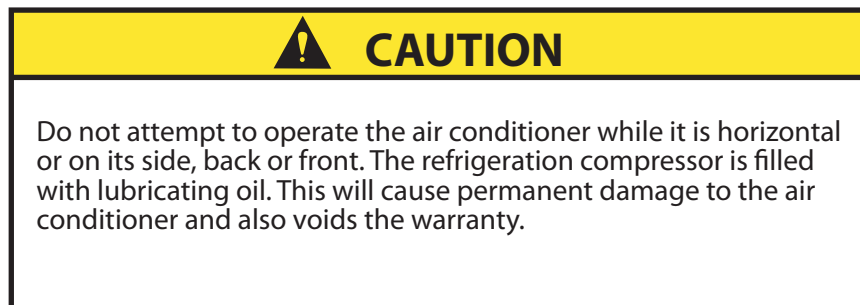 CAUTION
Do not attempt to operate the air conditioner while it is horizontal
or on its side, back or front. The refrigeration compressor is filled
with lubricating oil. This will cause permanent damage to the air
conditioner and also voids the warranty.